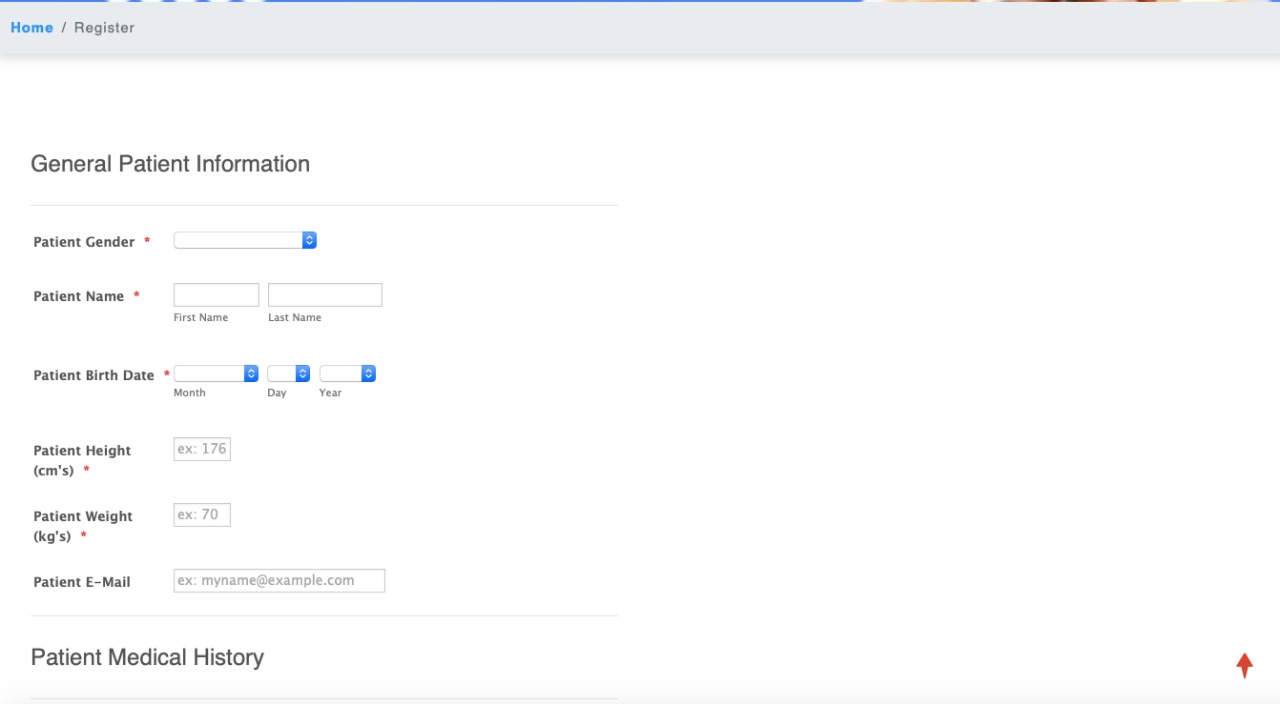 Home / Register
General Patient Information
Patient Gender *
Patient Name *
First Name Last Name
Patient Birth Date *
Month Day Year
Patient Height
(cm's) *
ex: 176
Patient Weight
(kg's) *
ex: 70
Patient E-Mail
ex: myname@example.com
Patient Medical History